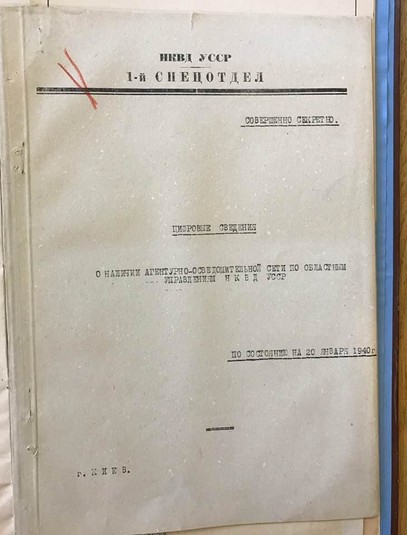 НКВД УССР
1-й СПЕЦОТДЕЛ
СОВЕРШЕННО СЕКРЕТНО.
ЦИФРОВЫЕ СВЕДЕНИЯ
О НАЛИЧИИ АГЕНТУРНО-ОСВЕДОМИТЕЛЬНОЙ СЕТИ ПО ОБЛАСТНЫМ
УПРАВЛЕНИЯМ Н К В Д УССР
ПО СОСТОЯНИЮ НА 20 ЯНВАРЯ 1940г
г. К И Е В.